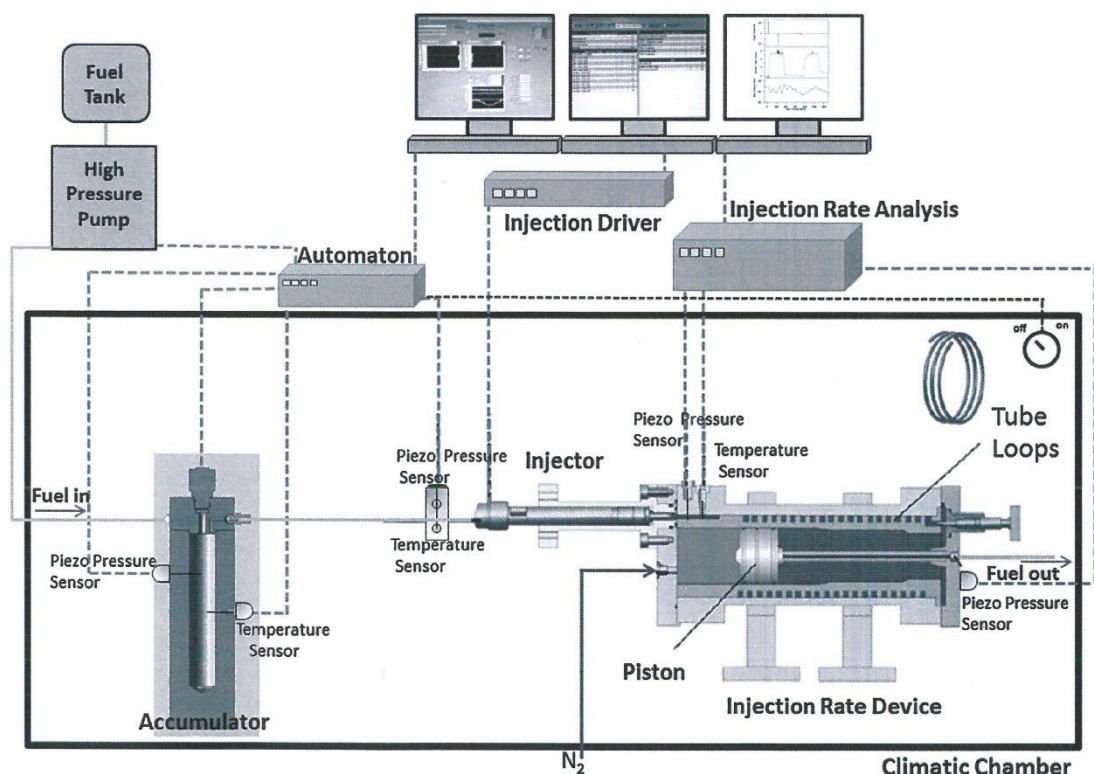 Fuel
Tank
High
Pressure
Pump
Automaton
Injection Driver
Injection Rate Analysis
off
on
Tube
Loops
Piezo Pressure
Sensor
Temperature
Sensor
Injector
Piezo Pressure
Sensor
Temperature
Sensor
Fuel in
Piezo Pressure
Sensor
Temperature
Sensor
Accumulator
Fuel out
Piezo Pressure
Sensor
Piston
Injection Rate Device
N₂
Climatic Chamber